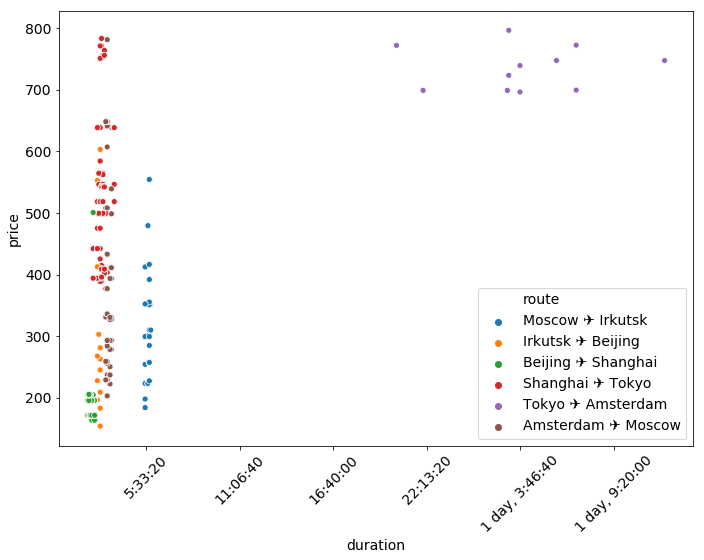 800
700
600
500
400
300
200
price
route
Moscow ✈ Irkutsk
Irkutsk ✈ Beijing
Beijing ✈ Shanghai
Shanghai ✈ Tokyo
Tokyo ✈ Amsterdam
Amsterdam ✈ Moscow
5:33:20
11:06:40
16:40:00
22:13:20
1 day, 3:46:40
1 day, 9:20:00
duration